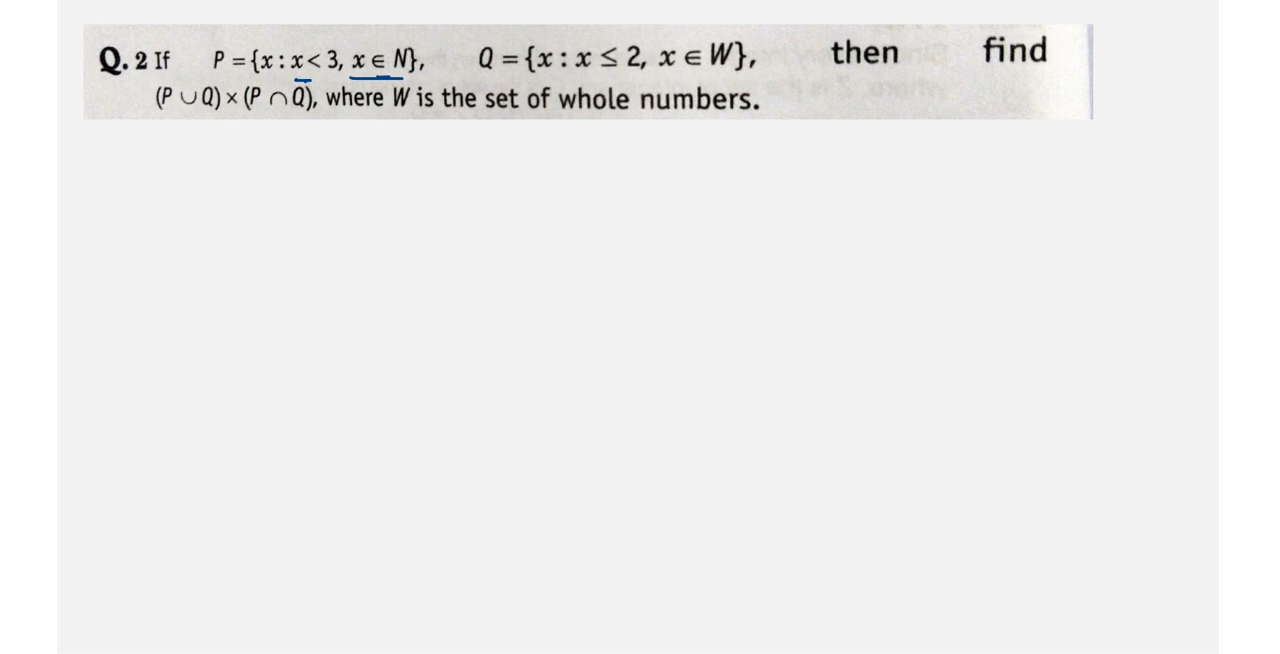 Q. 2 If P = {x : x < 3, x ∈ N}, Q = {x : x ≤ 2, x ∈ W}, then find
(P ∪ Q) × (P ∩ Q), where W is the set of whole numbers.